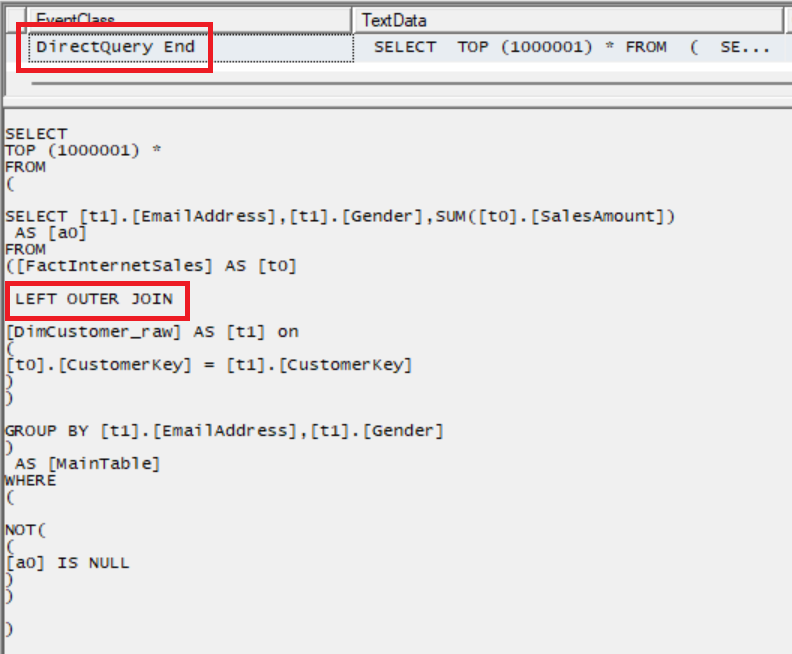 EventClass TextData
DirectQuery End SELECT TOP (1000001) * FROM ( SE...
SELECT
TOP (1000001) *
FROM
(
SELECT [t1].[EmailAddress],[t1].[Gender],SUM([t0].[SalesAmount])
AS [a0]
FROM
([FactInternetSales] AS [t0]
LEFT OUTER JOIN
[DimCustomer_raw] AS [t1] on
(
[t0].[CustomerKey] = [t1].[CustomerKey]
)
)
GROUP BY [t1].[EmailAddress],[t1].[Gender]
)
AS [MainTable]
WHERE
(
NOT(
(
[a0] IS NULL
)
)
)